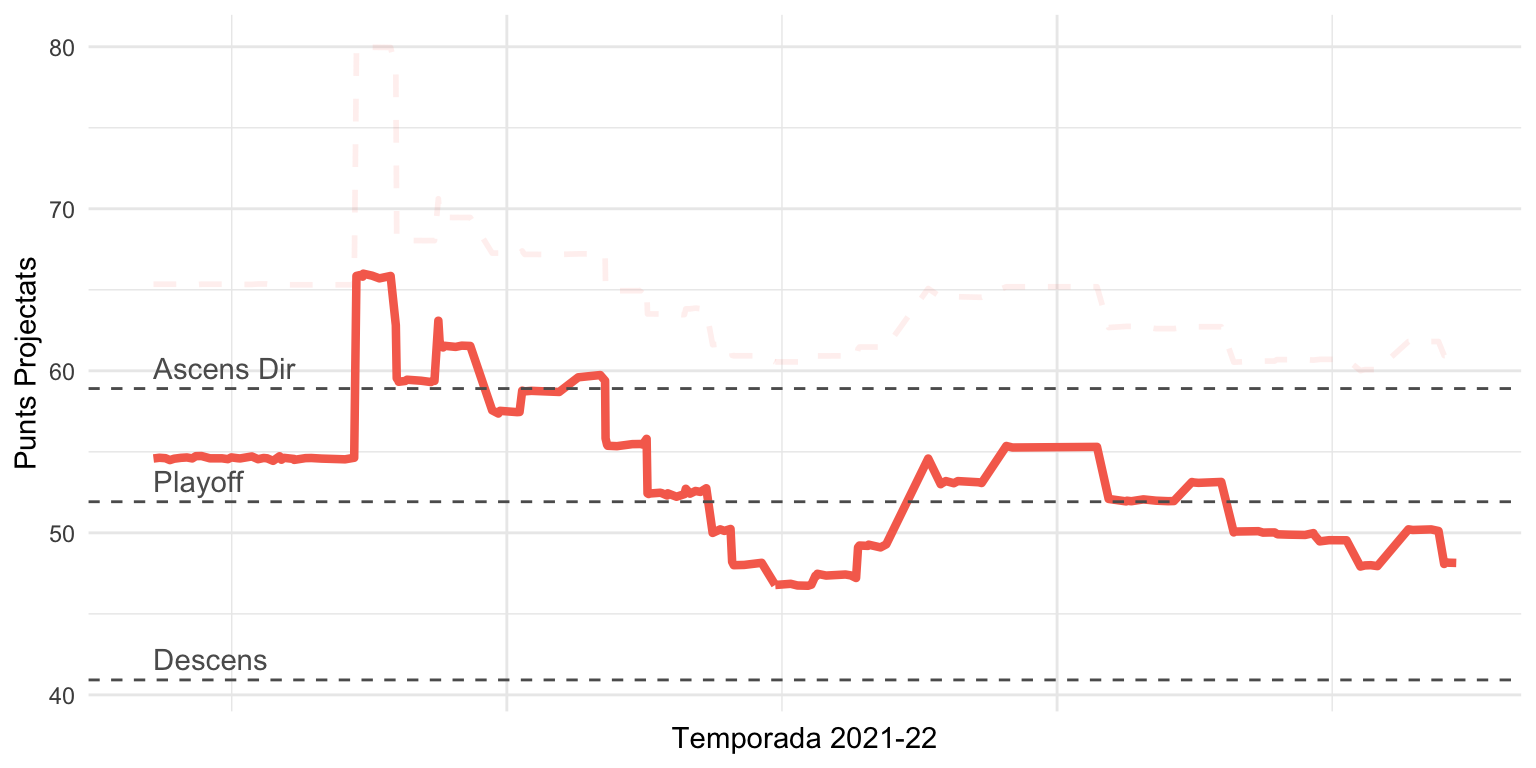 80
70
60
50
40
Punts Projectats
Ascens Dir
Playoff
Descens
Temporada 2021-22